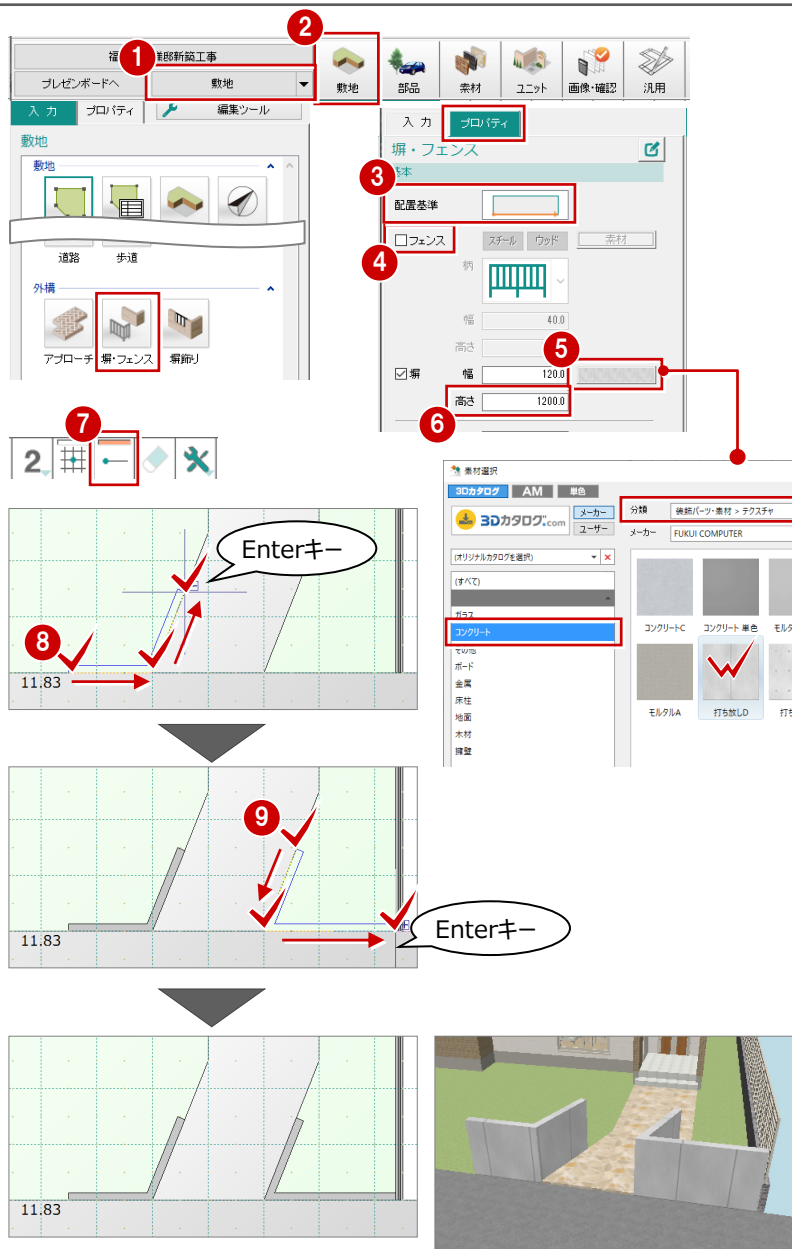 1
2
福
様邸新築工事
プレゼンボードへ
敷地
敷地
部品
素材
ユニット
画像・確認
汎用
入 力
プロパティ
編集ツール
敷地
敷地
道路
歩道
外構
アプローチ
塀・フェンス
塀飾り
入 力
プロパティ
塀・フェンス
3
基本
配置基準
4
フェンス
スチール
ウッド
素材
柄
幅
40.0
高さ
5
塀
幅
120.0
6
高さ
1200.0
7
2
素材選択
3Dカタログ
AM
単色
3Dカタログ.com
メーカー
ユーザー
分類
装飾パーツ・素材 > テクスチャ
メーカー
FUKUI COMPUTER
(オリジナルカタログを選択)
(すべて)
ガラス
コンクリート
その他
ボード
金属
床柱
地面
木材
擁壁
コンクリートC
コンクリート 単色
モルタ
モルタルA
打ち放しD
打ち
Enterキー
8
11.83
9
Enterキー
11.83
11.83